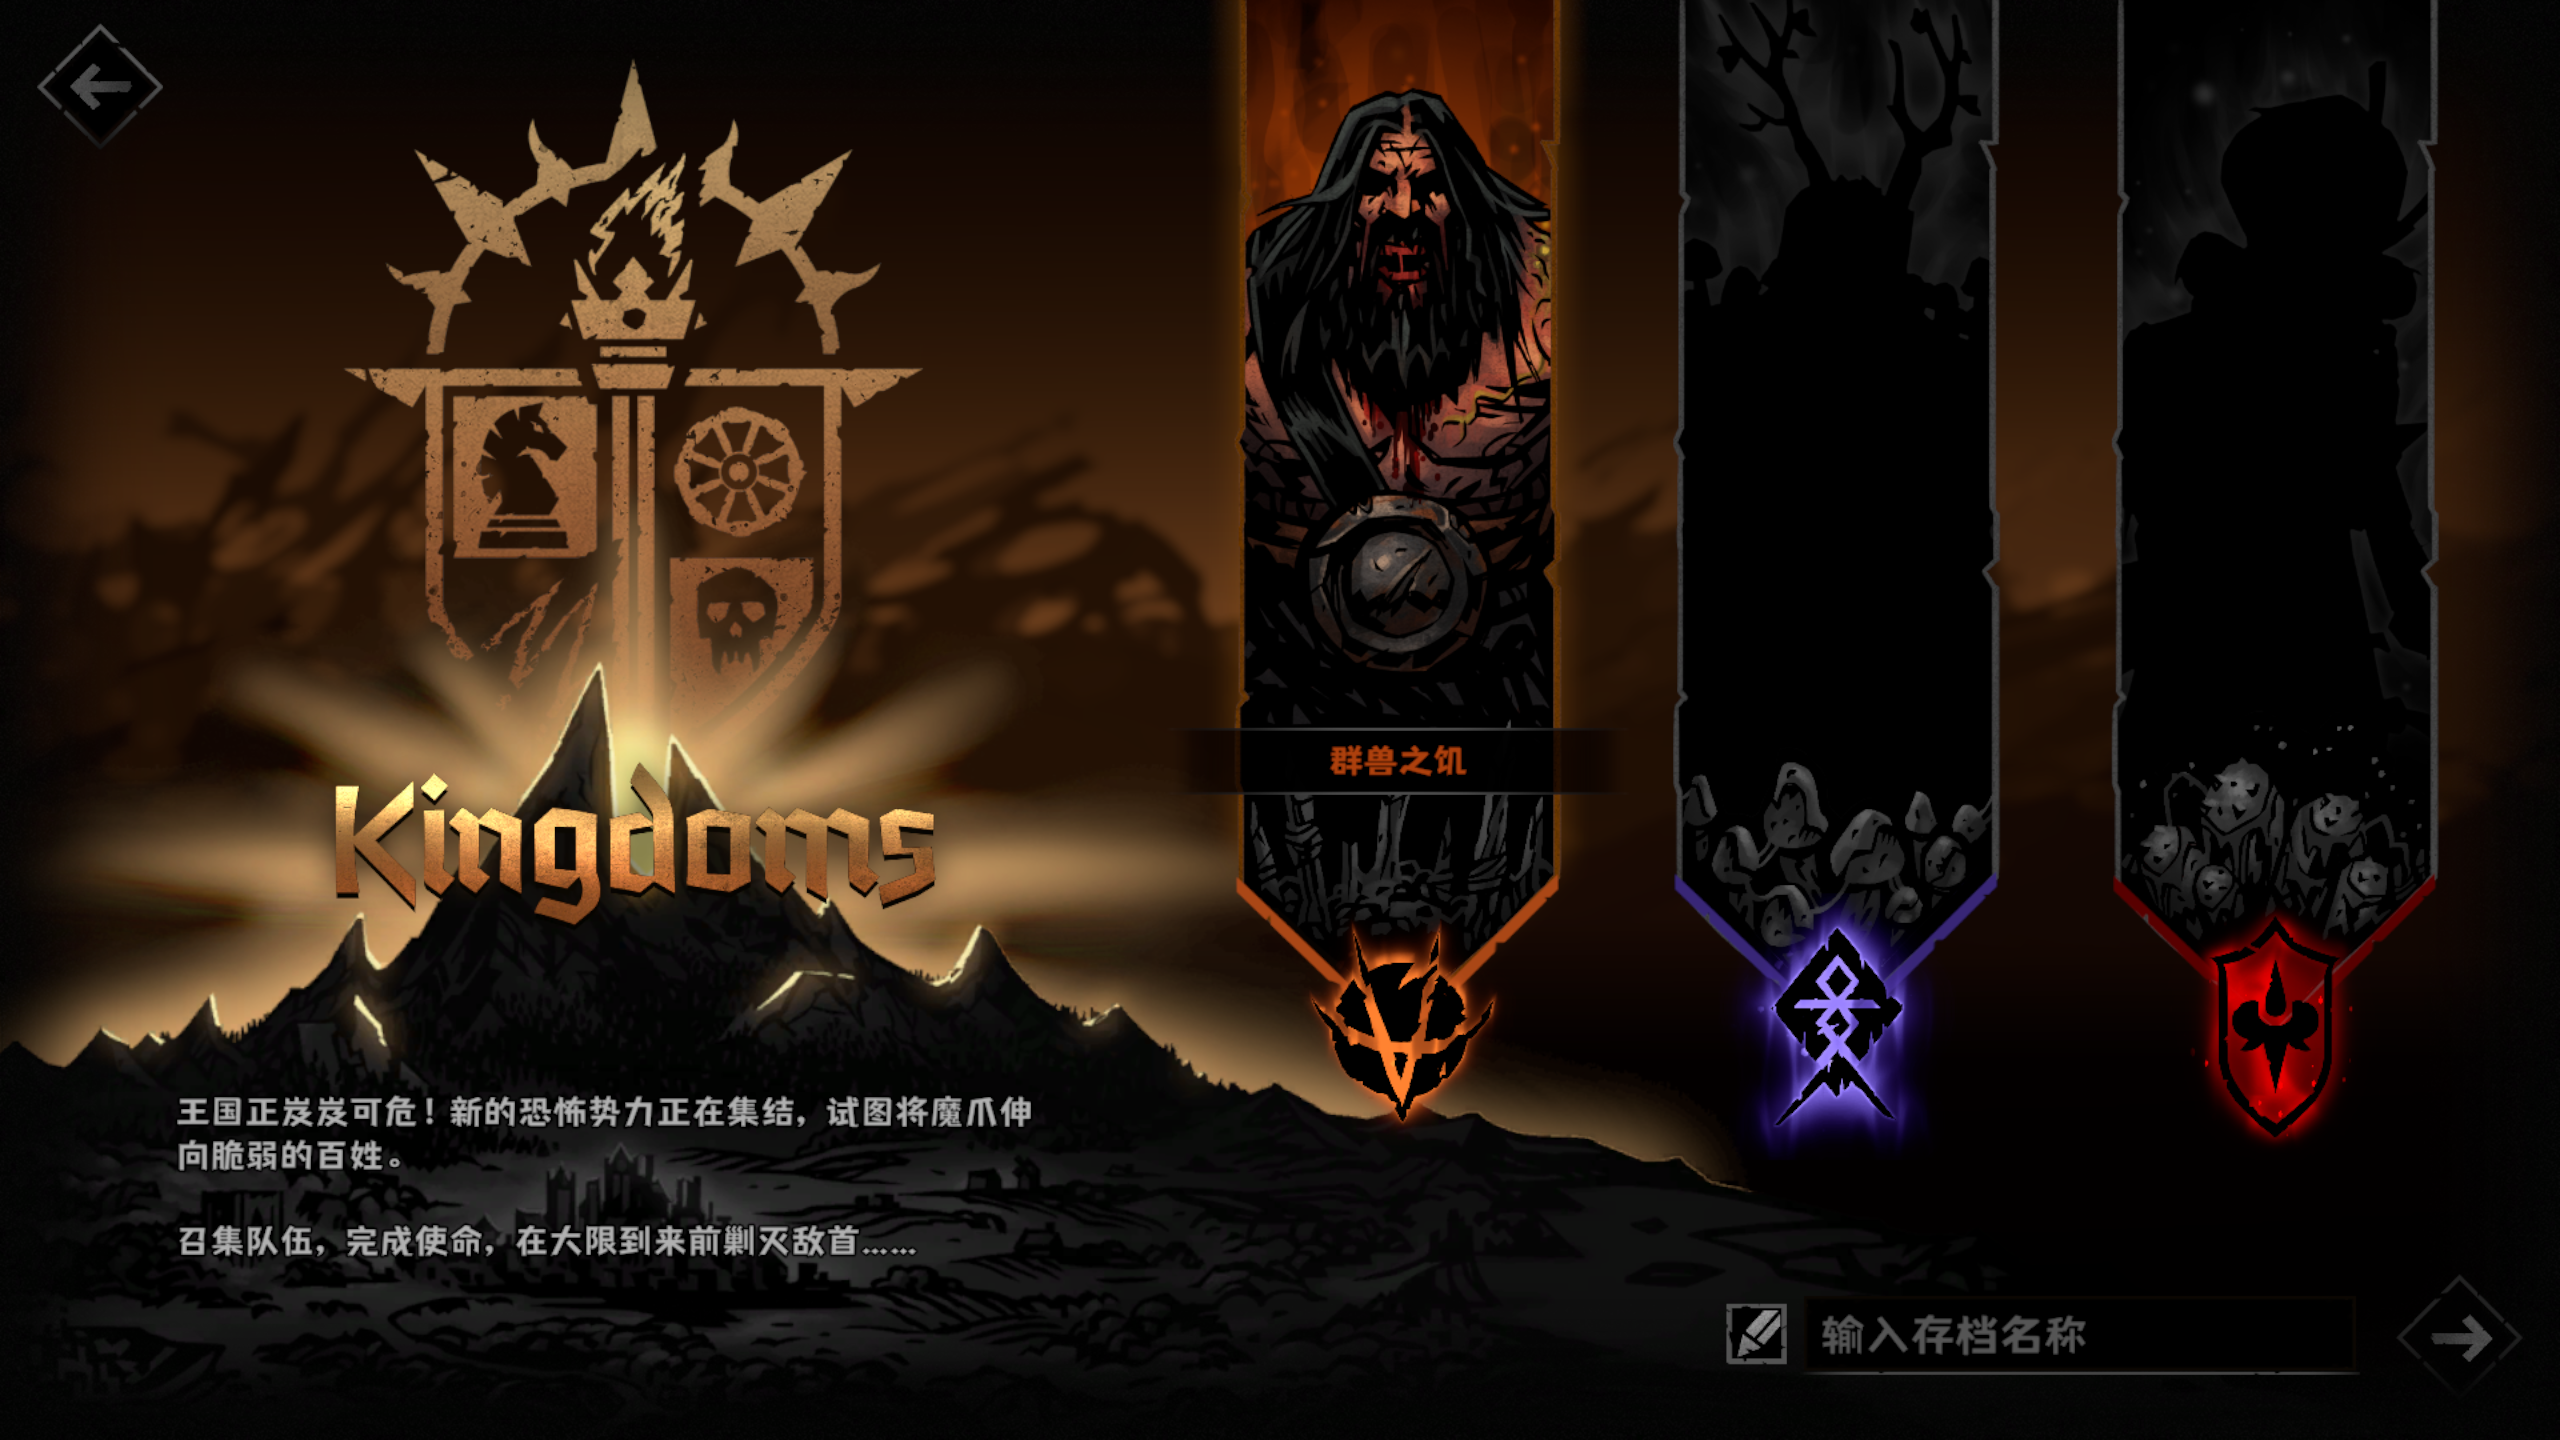 Kingdoms
王国正岌岌可危！新的恐怖势力正在集结，试图将魔爪伸
向脆弱的百姓。
召集队伍，完成使命，在大限到来前剿灭敌首……
群兽之饥
输入存档名称